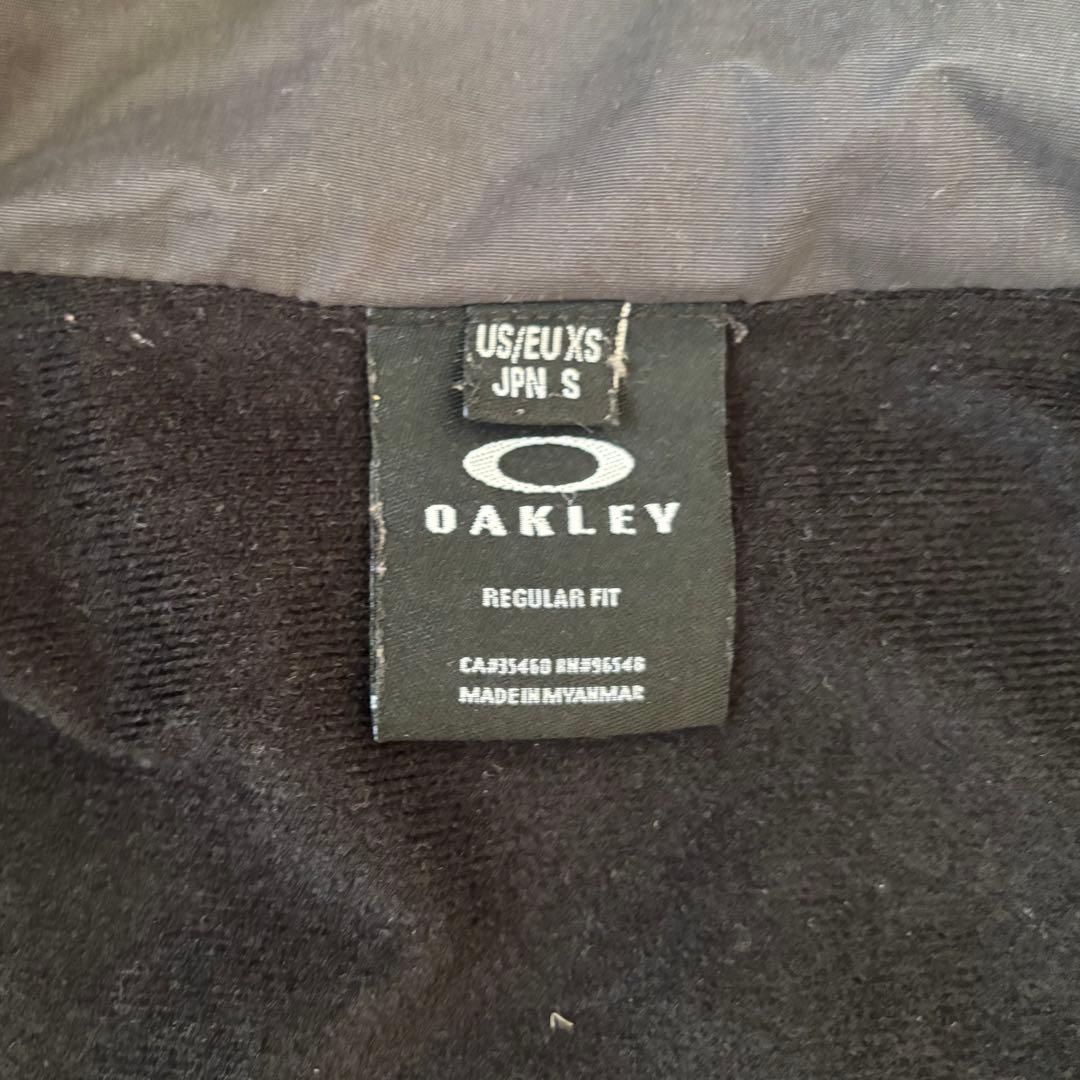 US/EU XS
JPN S
OAKLEY
REGULAR FIT
CA#35460 RN#96548
MADE IN MYANMAR